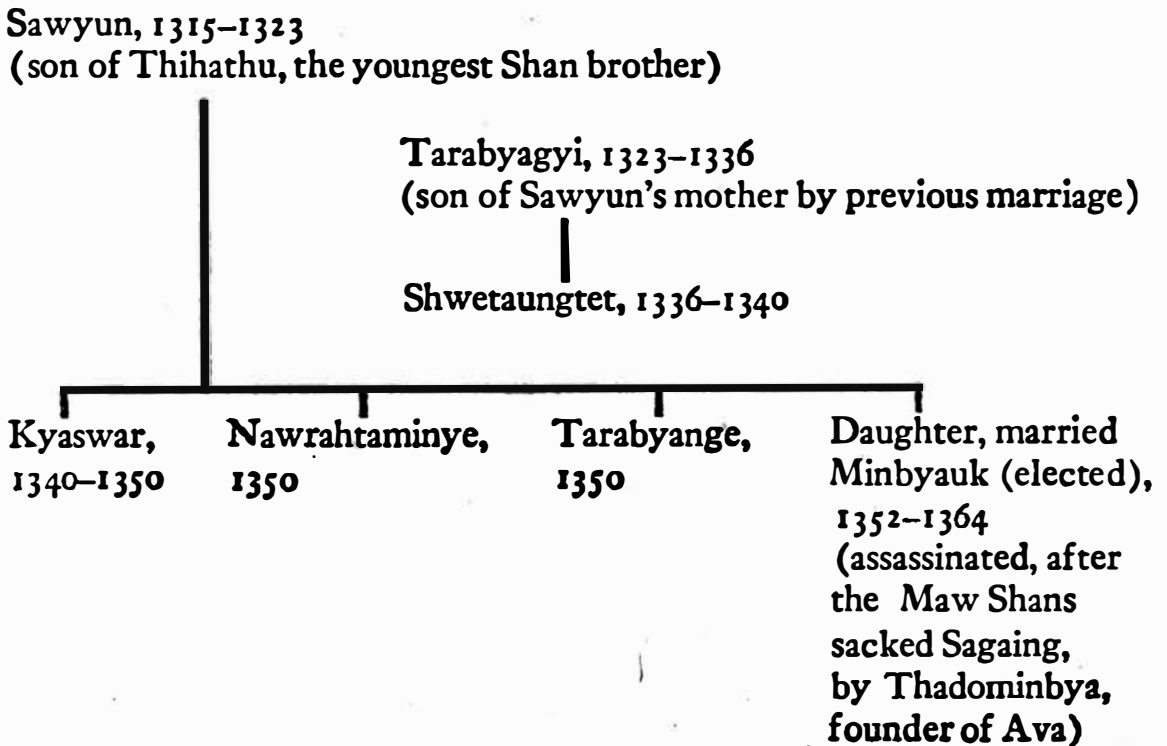 Sawyun, 1315–1323
(son of Thihathu, the youngest Shan brother)
Tarabyagyi, 1323–1336
(son of Sawyun's mother by previous marriage)
Shwetaungtet, 1336–1340
Kyaswar,
1340–1350
Nawrahtaminye,
1350
Tarabyange,
1350
Daughter, married
Minbyauk (elected),
1352–1364
(assassinated, after
the Maw Shans
sacked Sagaing,
by Thadominbya,
founder of Ava)